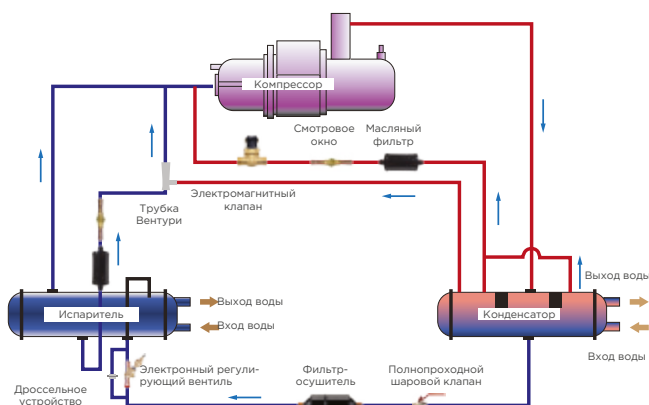 Компрессор
Смотровое
окно
Масляный
фильтр
Электромагнитный
клапан
Трубка
Вентури
Выход воды
Испаритель
Выход воды
Вход воды
Конденсатор
Вход воды
Электронный регули-
рующий вентиль
Фильтр-
осушитель
Полнопроходной
шаровой клапан
Дроссельное
устройство